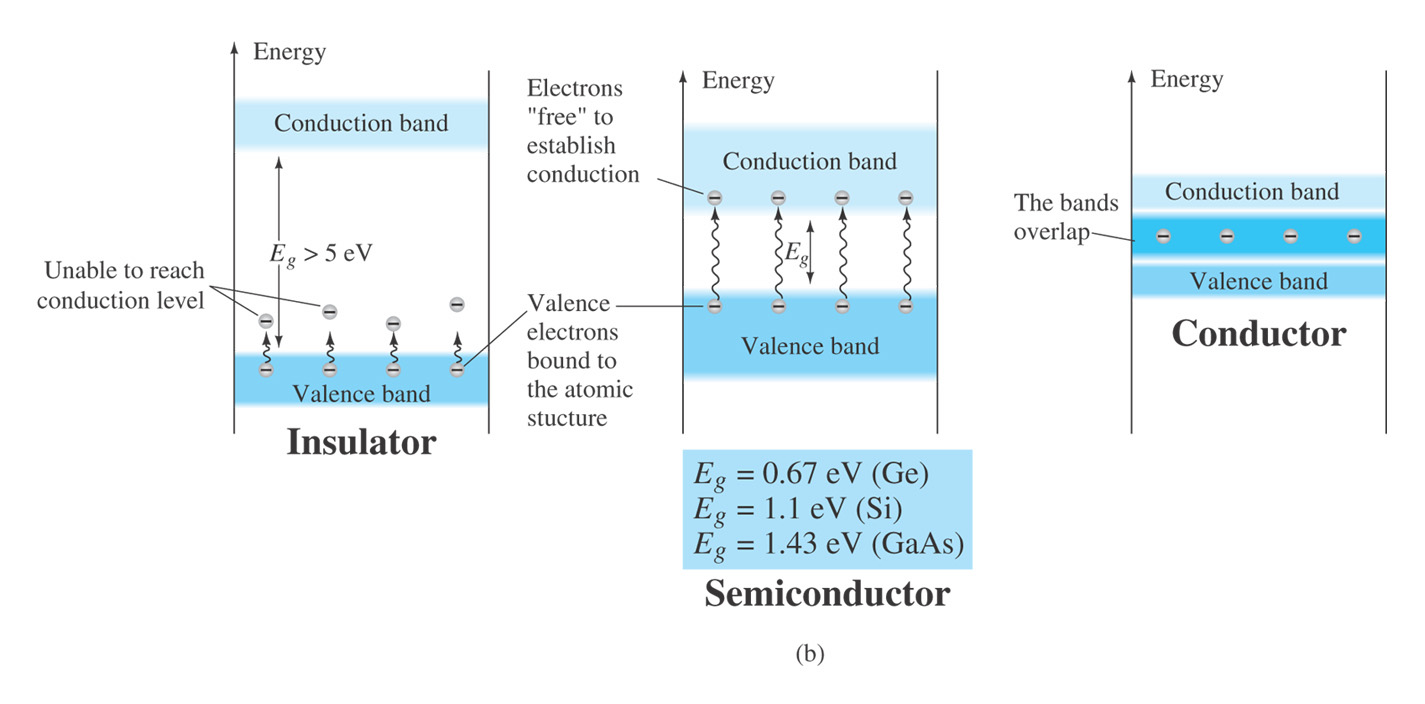 Energy
Conduction band
Eg > 5 eV
Unable to reach
conduction level
Valence band
Insulator
Electrons
"free" to
establish
conduction
Valence
electrons
bound to
the atomic
stucture
Energy
Conduction band
Eg
Valence band
Eg = 0.67 eV (Ge)
Eg = 1.1 eV (Si)
Eg = 1.43 eV (GaAs)
Semiconductor
Energy
The bands
overlap
Conduction band
Valence band
Conductor
(b)